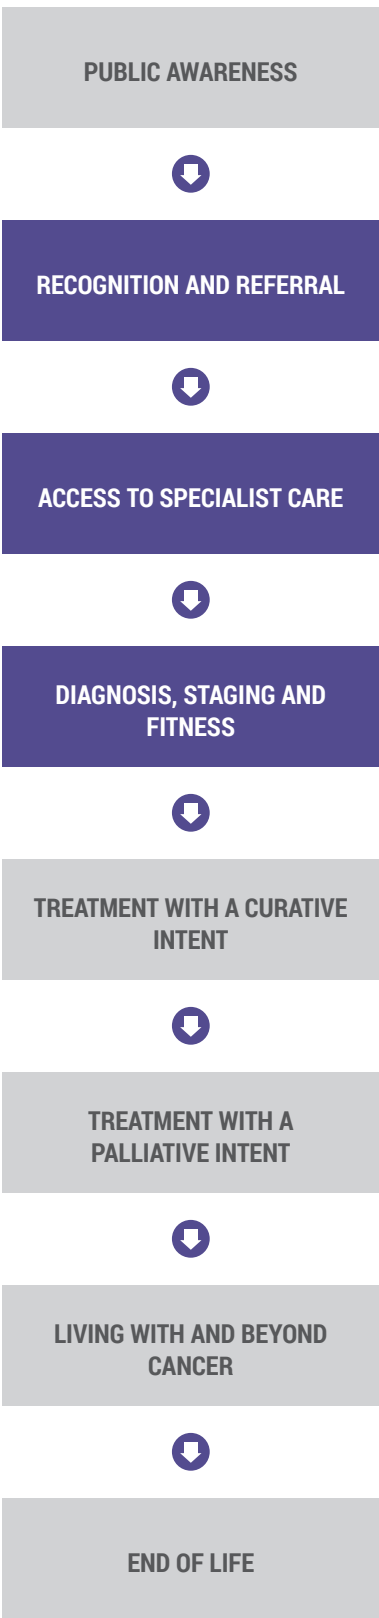 PUBLIC AWARENESS
RECOGNITION AND REFERRAL
ACCESS TO SPECIALIST CARE
DIAGNOSIS, STAGING AND
FITNESS
TREATMENT WITH A CURATIVE
INTENT
TREATMENT WITH A
PALLIATIVE INTENT
LIVING WITH AND BEYOND
CANCER
END OF LIFE